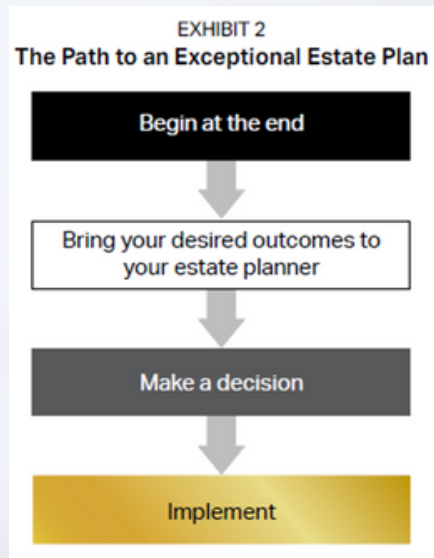 EXHIBIT 2
The Path to an Exceptional Estate Plan
Begin at the end
Bring your desired outcomes to
your estate planner
Make a decision
Implement